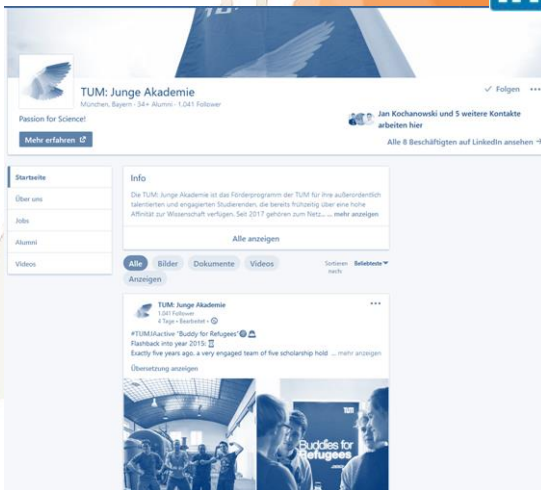 TUM: Junge Akademie
München, Bayern · 34+ Alumni · 1.041 Follower
Passion for Science!
Mehr erfahren
Folgen
Jan Kochanowski und 5 weitere Kontakte
arbeiten hier
Alle 8 Beschäftigten auf LinkedIn ansehen →
Startseite
Über uns
Jobs
Alumni
Videos
Info
Die TUM: Junge Akademie ist das Förderprogramm der TUM für ihre außerordentlich
talentierten und engagierten Studierenden, die bereits frühzeitig über eine hohe
Affinität zur Wissenschaft verfügen. Seit 2017 gehören zum Netz... ... mehr anzeigen
Alle anzeigen
Alle Bilder Dokumente Videos
Anzeigen
Sortieren nach: Beliebteste
TUM: Junge Akademie
1.041 Follower
4 Tage • Bearbeitet •
#TUMJAactive "Buddy for Refugees"
Flashback into year 2015:
Exactly five years ago, a very engaged team of five scholarship hold ... mehr anzeigen
Übersetzung anzeigen
TUM
Buddies for
Refugees